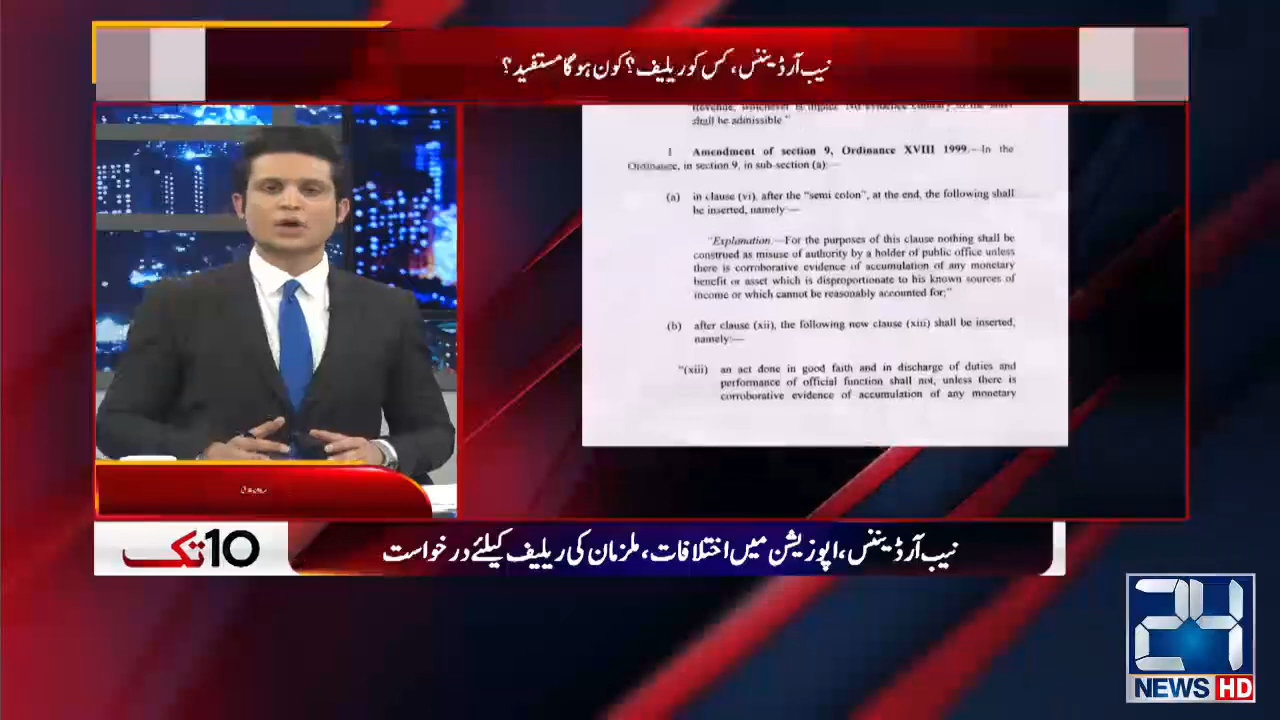 نیب آرڈیننس، کس کو ریلیف؟ کون ہوگا مستفید؟
Revenue, whichever is
shall be admissible."
1 Amendment of section 9, Ordinance XVIII 1999.—In the
Ordinance, in section 9, in sub-section (a):—
(a) in clause (vi), after the "semi colon", at the end, the following shall
be inserted, namely:—
"Explanation.—For the purposes of this clause nothing shall be
construed as misuse of authority by a holder of public office unless
there is corroborative evidence of accumulation of any monetary
benefit or asset which is disproportionate to his known sources of
income or which cannot be reasonably accounted for;"
(b) after clause (xii), the following new clause (xiii) shall be inserted,
namely:—
"(xiii) an act done in good faith and in discharge of duties and
performance of official function shall not, unless there is
corroborative evidence of accumulation of any monetary
10 تک
نیب آرڈیننس، اپوزیشن میں اختلافات، ملزمان کی ریلیف کیلئے درخواست
24
NEWS HD